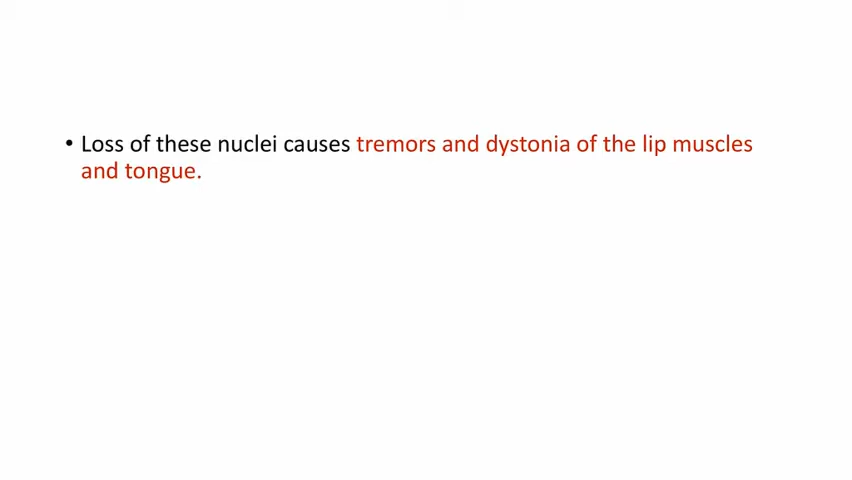 • Loss of these nuclei causes tremors and dystonia of the lip muscles
and tongue.